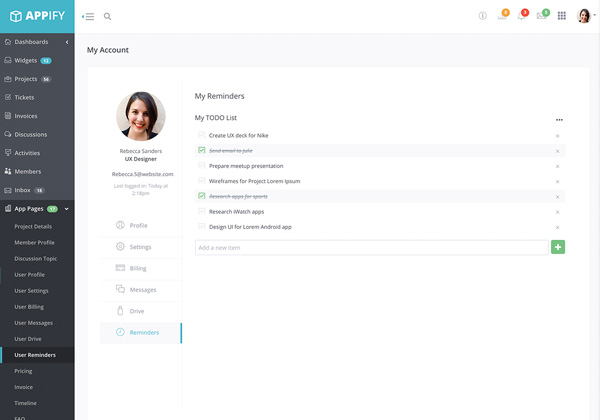 APPIFY
My Account
Dashboards
Widgets 12
Projects 56
Tickets
Invoices
Discussions
Activities
Members
Inbox 18
App Pages 17
Project Details
Member Profile
Discussion Topic
User Profile
User Settings
User Billing
User Messages
User Drive
User Reminders
Pricing
Invoice
Timeline
FAQ
Rebecca Sanders
UX Designer
Rebecca.S@website.com
Last logged in: Today at
2:18pm
Profile
Settings
Billing
Messages
Drive
Reminders
My Reminders
My TODO List
Create UX deck for Nike
Send email to Julie
Prepare meetup presentation
Wireframes for Project Lorem Ipsum
Research apps for sports
Research iWatch apps
Design UI for Lorem Android app
Add a new item